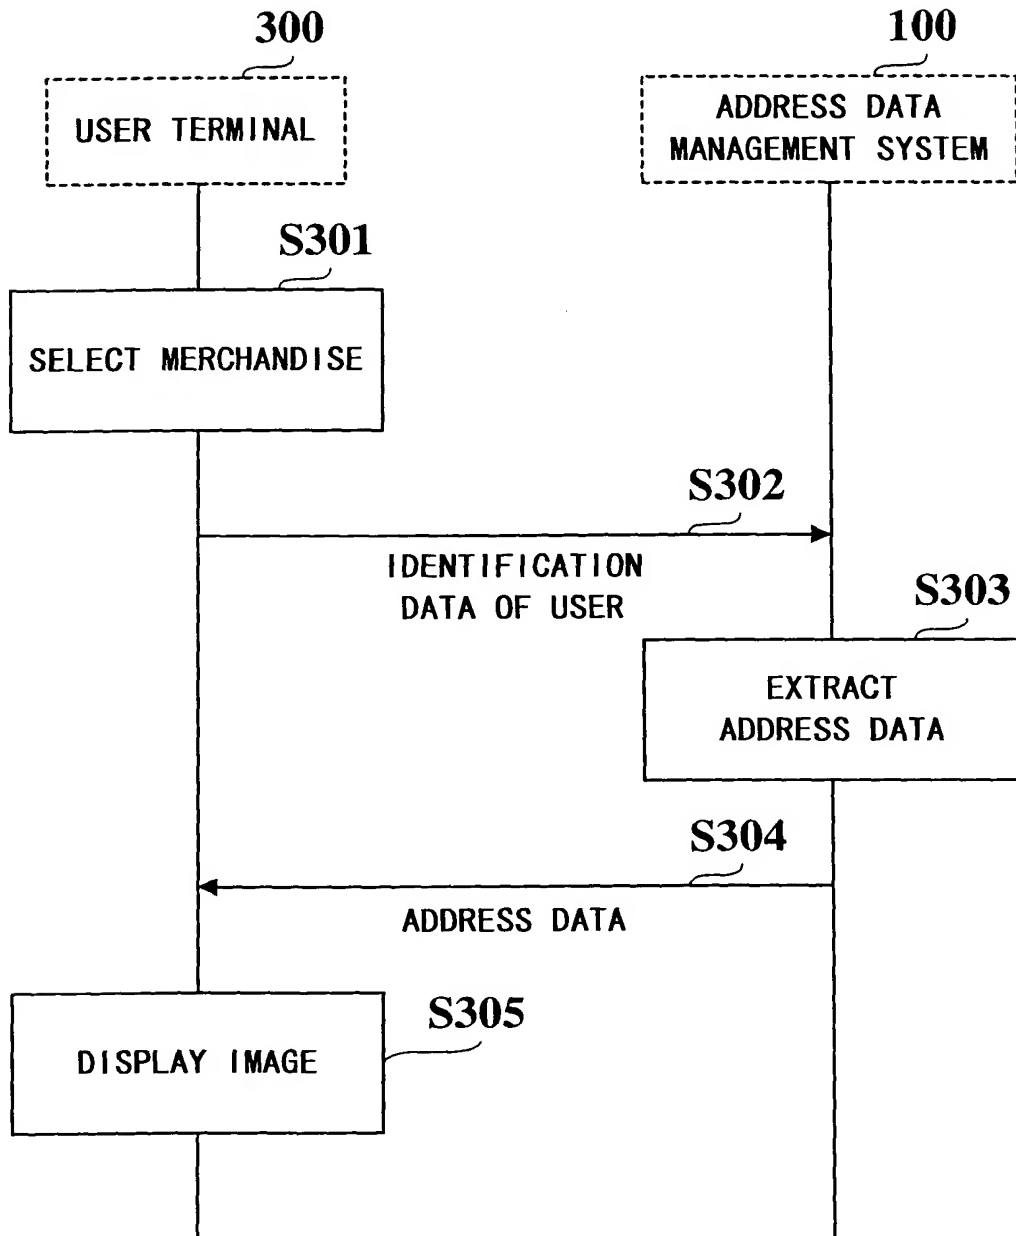 300
100
USER TERMINAL
ADDRESS DATA
MANAGEMENT SYSTEM
S301
SELECT MERCHANDISE
S302
IDENTIFICATION
DATA OF USER
S303
EXTRACT
ADDRESS DATA
S304
ADDRESS DATA
S305
DISPLAY IMAGE